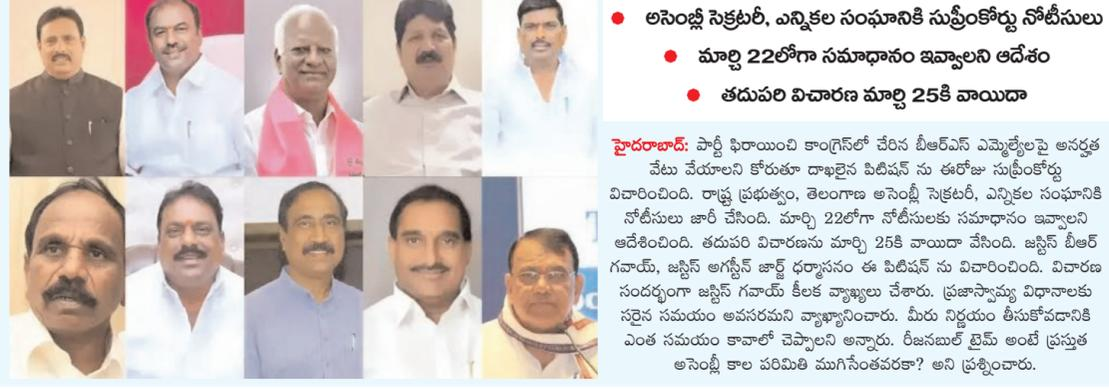 అసెంబ్లీ సెక్రటరీ, ఎన్నికల సంఘానికి సుప్రీంకోర్టు నోటీసులు
మార్చి 22లోగా సమాధానం ఇవ్వాలని ఆదేశం
తదుపరి విచారణ మార్చి 25కి వాయిదా
హైదరాబాద్: పార్టీ ఫిరాయించి కాంగ్రెస్‌లో చేరిన బీఆర్ఎస్ ఎమ్మెల్యేలపై అనర్హత
వేటు వేయాలని కోరుతూ దాఖలైన పిటిషన్ ను ఈరోజు సుప్రీంకోర్టు
విచారించింది. రాష్ట్ర ప్రభుత్వం, తెలంగాణ అసెంబ్లీ సెక్రటరీ, ఎన్నికల సంఘానికి
నోటీసులు జారీ చేసింది. మార్చి 22లోగా నోటీసులకు సమాధానం ఇవ్వాలని
ఆదేశించింది. తదుపరి విచారణను మార్చి 25కి వాయిదా వేసింది. జస్టిస్ బీఆర్
గవాయ్, జస్టిస్ అగస్టీన్ జార్జ్ ధర్మాసనం ఈ పిటిషన్ ను విచారించింది. విచారణ
సందర్భంగా జస్టిస్ గవాయ్ కీలక వ్యాఖ్యలు చేశారు. ప్రజాస్వామ్య విధానాలకు
సరైన సమయం అవసరమని వ్యాఖ్యానించారు. మీరు నిర్ణయం తీసుకోవడానికి
ఎంత సమయం కావాలో చెప్పాలని అన్నారు. రీజనబుల్ టైమ్ అంటే ప్రస్తుత
అసెంబ్లీ కాల పరిమితి ముగిసేంతవరకా? అని ప్రశ్నించారు.